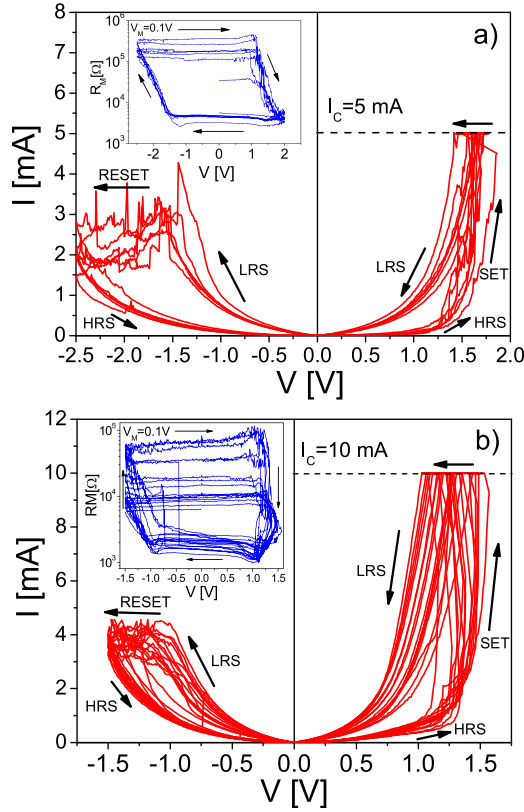 8
7
6
5
4
3
2
1
0
I [mA]
a)
V_M=0.1V
10^6
10^5
10^4
10^3
R_M[Ω]
-2 -1 0 1 2
V [V]
I_C=5 mA
RESET
LRS
LRS
SET
HRS
HRS
-2.5 -2.0 -1.5 -1.0 -0.5 0.0 0.5 1.0 1.5 2.0
V [V]
12
10
8
6
4
2
0
I [mA]
b)
V_M=0.1V
10^5
10^4
10^3
RM[Ω]
-1.5 -1.0 -0.5 0.0 0.5 1.0 1.5
V [V]
I_C=10 mA
LRS
RESET
LRS
SET
HRS
HRS
-1.5 -1.0 -0.5 0.0 0.5 1.0 1.5
V [V]